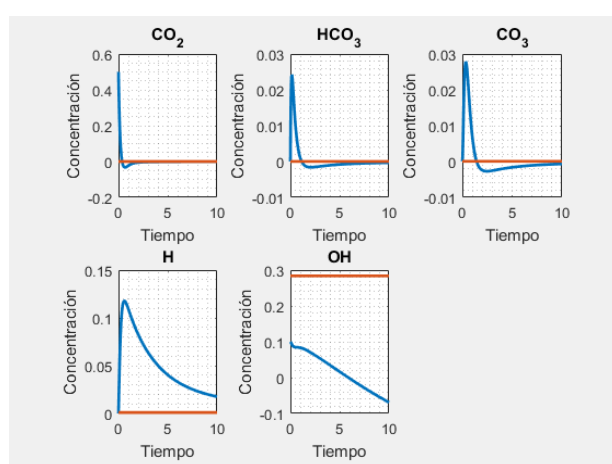 CO2 HCO3 CO3
Concentración 0.6 0.4 0.2 0 -0.2 0 5 10 Tiempo
Concentración 0.03 0.02 0.01 0 -0.01 0 5 10 Tiempo
Concentración 0.03 0.02 0.01 0 -0.01 0 5 10 Tiempo
H OH
Concentración 0.15 0.1 0.05 0 0 5 10 Tiempo
Concentración 0.3 0.2 0.1 0 -0.1 0 5 10 Tiempo